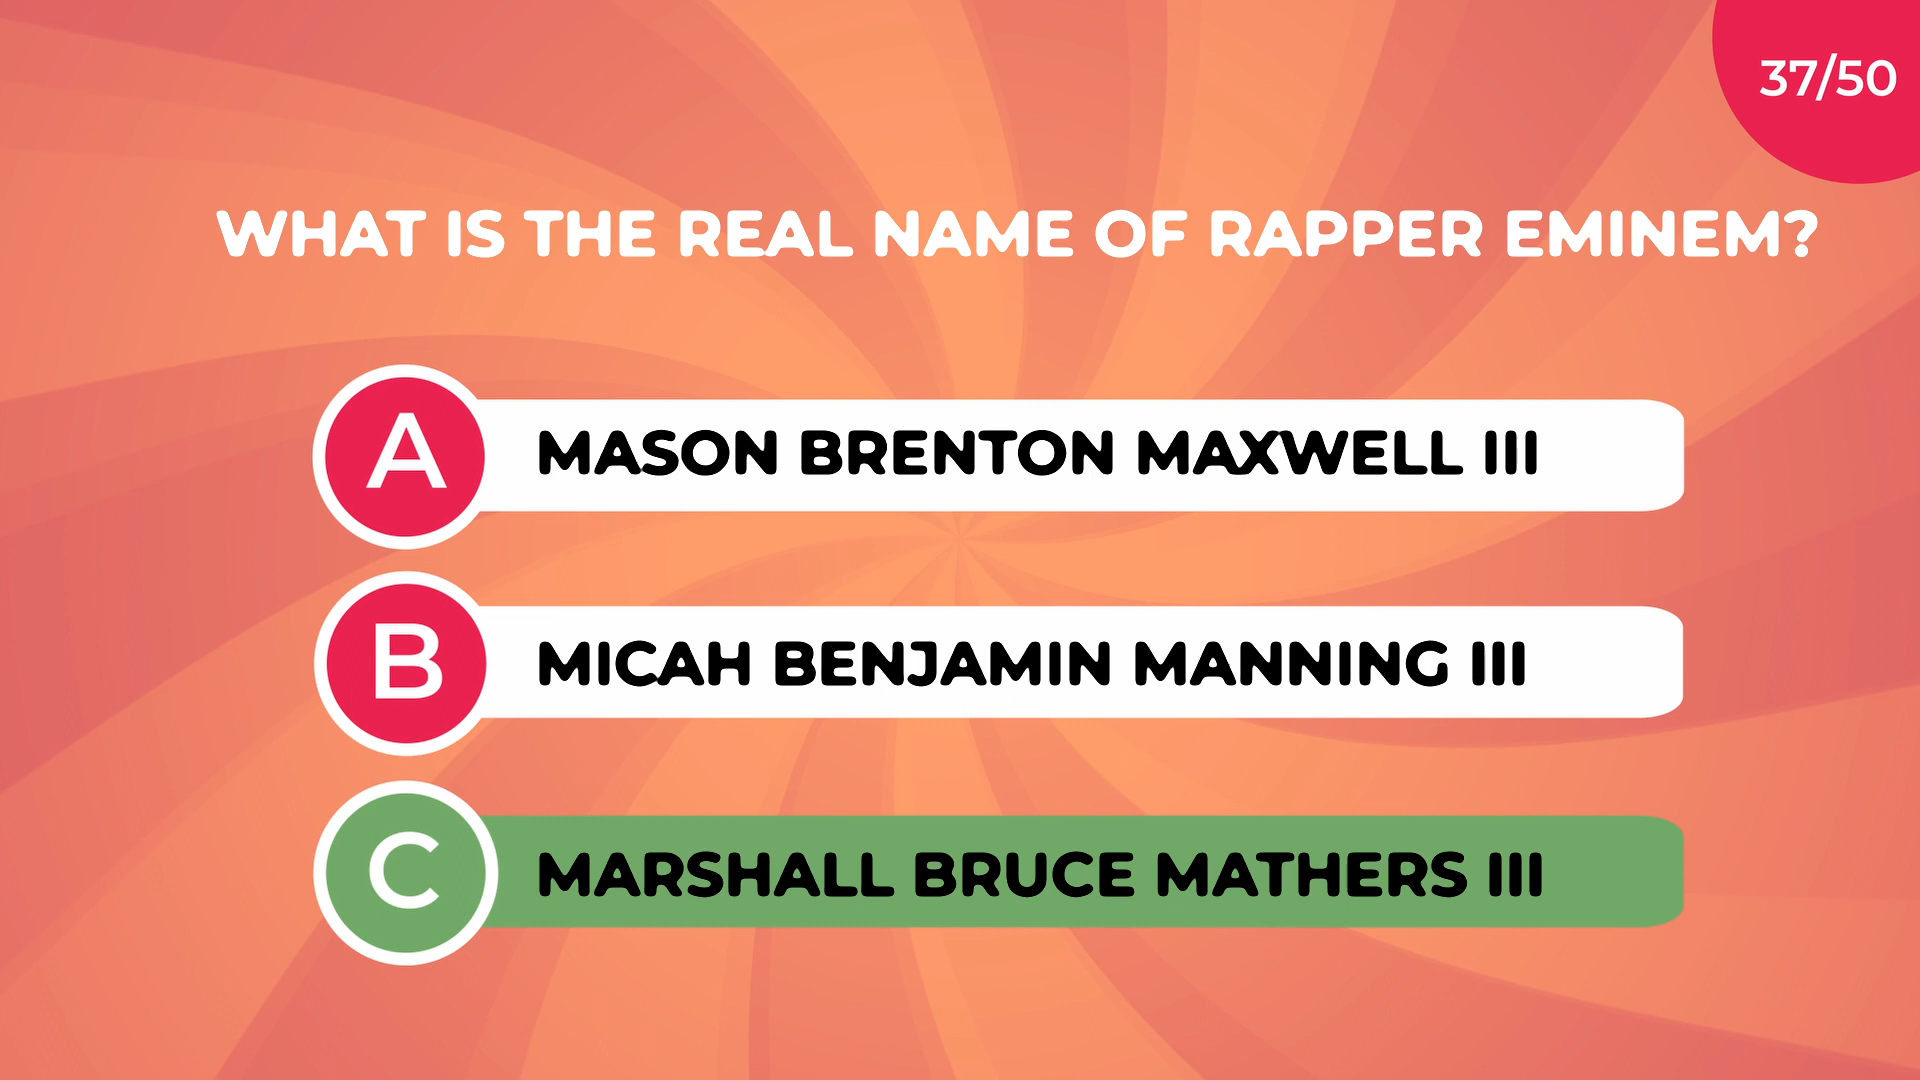 37/50
WHAT IS THE REAL NAME OF RAPPER EMINEM?
A MASON BRENTON MAXWELL III
B MICAH BENJAMIN MANNING III
C MARSHALL BRUCE MATHERS III